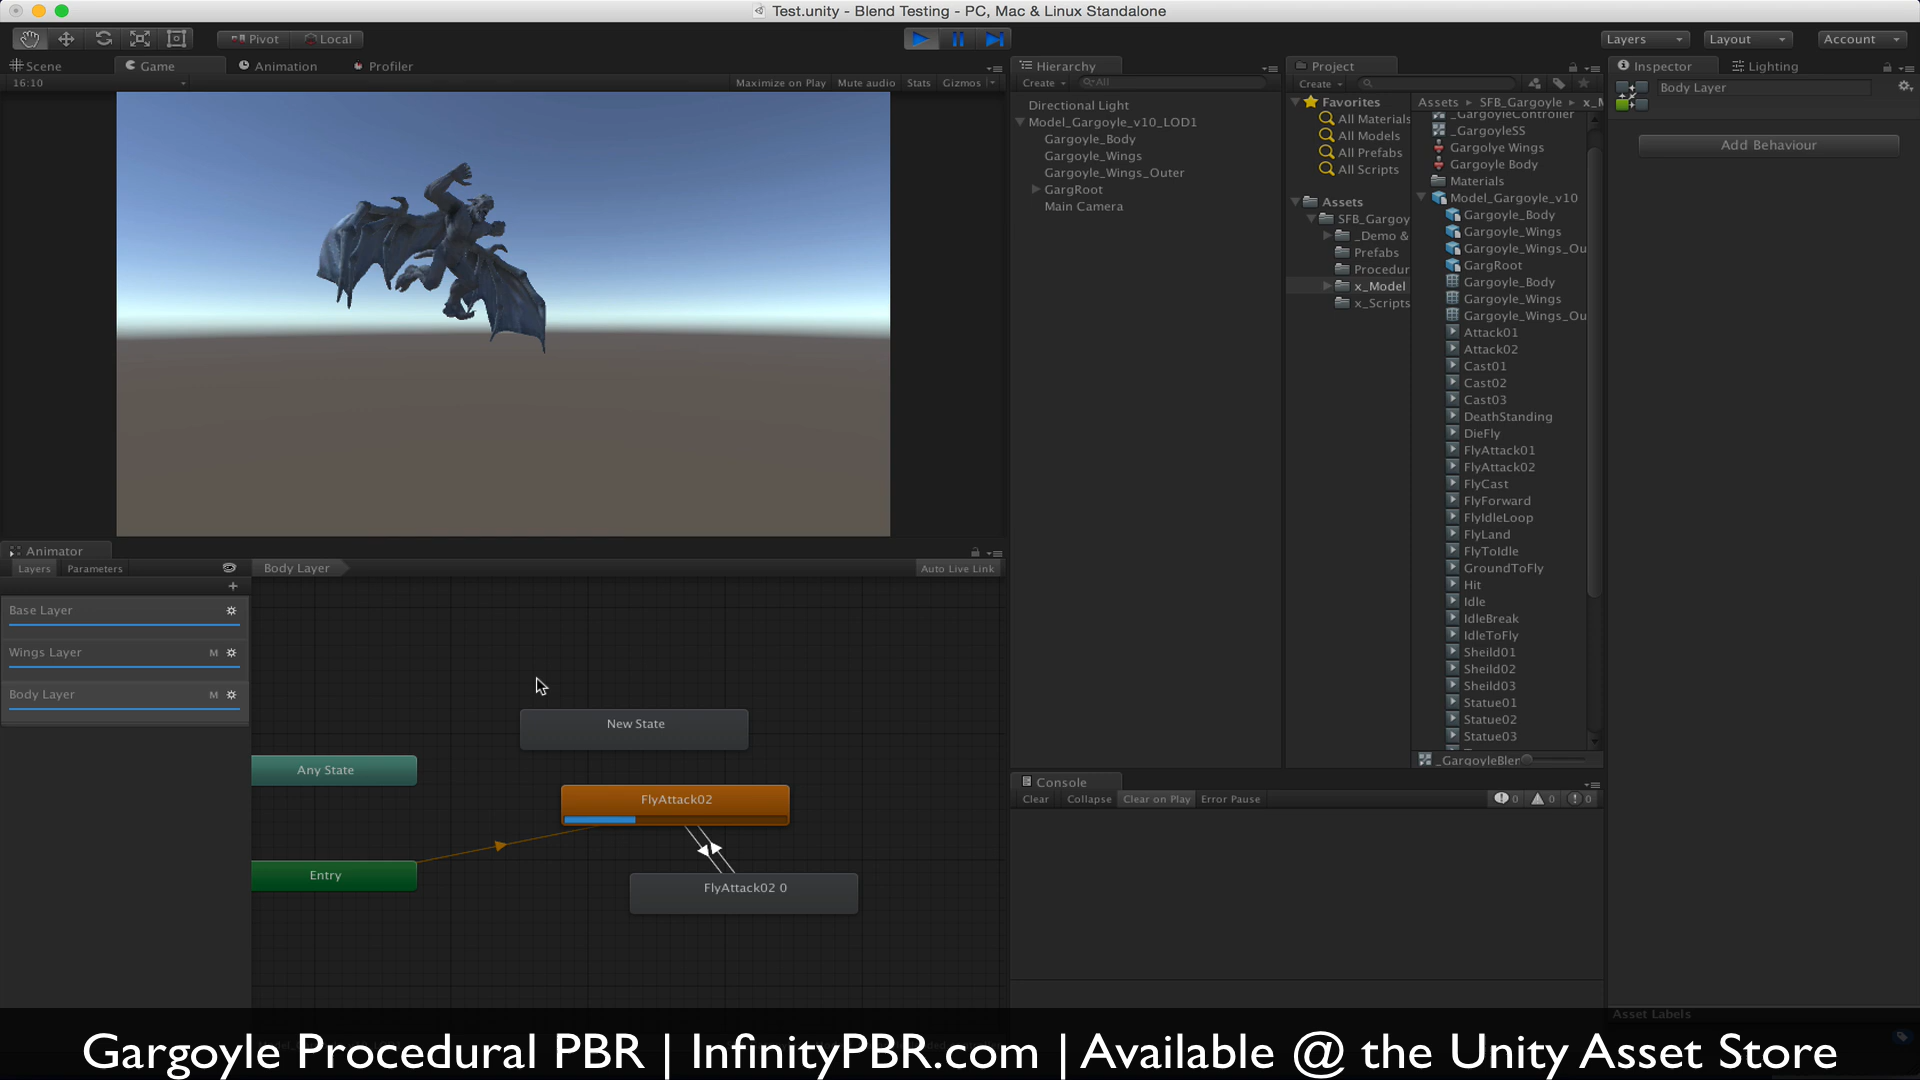 Test.unity - Blend Testing - PC, Mac & Linux Standalone
Pivot Local
Layers Layout Account
Scene Game Animation Profiler
16:10 Maximize on Play Mute audio Stats Gizmos
Hierarchy
Create All
Directional Light
Model_Gargoyle_v10_LOD1
Gargoyle_Body
Gargoyle_Wings
Gargoyle_Wings_Outer
GargRoot
Main Camera
Project
Create
Favorites
All Materials
All Models
All Prefabs
All Scripts
Assets
SFB_Gargoy
_Demo &
Prefabs
Procedur
x_Model
x_Scripts
Assets SFB_Gargoyle x_M
_GargoyleController
_GargoyleSS
Gargolye Wings
Gargoyle Body
Materials
Model_Gargoyle_v10
Gargoyle_Body
Gargoyle_Wings
Gargoyle_Wings_Ou
GargRoot
Gargoyle_Body
Gargoyle_Wings
Gargoyle_Wings_Ou
Attack01
Attack02
Cast01
Cast02
Cast03
DeathStanding
DieFly
FlyAttack01
FlyAttack02
FlyCast
FlyForward
FlyIdleLoop
FlyLand
FlyToIdle
GroundToFly
Hit
Idle
IdleBreak
IdleToFly
Sheild01
Sheild02
Sheild03
Statue01
Statue02
Statue03
_GargoyleBlen
Inspector Lighting
Body Layer
Add Behaviour
Animator
Layers Parameters
Body Layer Auto Live Link
Base Layer
Wings Layer M
Body Layer M
New State
Any State
FlyAttack02
Entry
FlyAttack02 0
Console
Clear Collapse Clear on Play Error Pause 0 0 0
Asset Labels
Gargoyle Procedural PBR | InfinityPBR.com | Available @ the Unity Asset Store